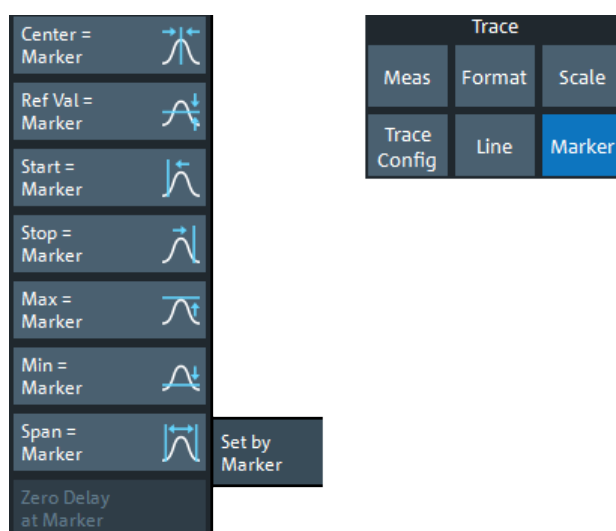 Center =
Marker
Ref Val =
Marker
Start =
Marker
Stop =
Marker
Max =
Marker
Min =
Marker
Span =
Marker
Zero Delay
at Marker
Set by
Marker
Trace
Meas
Format
Scale
Trace
Config
Line
Marker